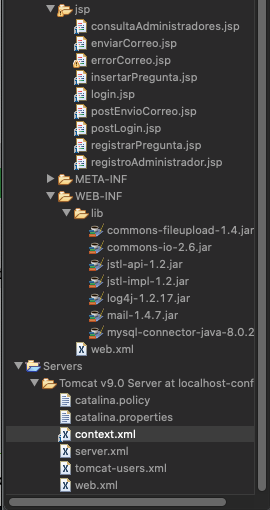 jsp
consultaAdministradores.jsp
enviarCorreo.jsp
errorCorreo.jsp
insertarPregunta.jsp
login.jsp
postEnvioCorreo.jsp
postLogin.jsp
registrarPregunta.jsp
registroAdministrador.jsp
META-INF
WEB-INF
lib
commons-fileupload-1.4.jar
commons-io-2.6.jar
jstl-api-1.2.jar
jstl-impl-1.2.jar
log4j-1.2.17.jar
mail-1.4.7.jar
mysql-connector-java-8.0.2
web.xml
Servers
Tomcat v9.0 Server at localhost-conf
catalina.policy
catalina.properties
context.xml
server.xml
tomcat-users.xml
web.xml